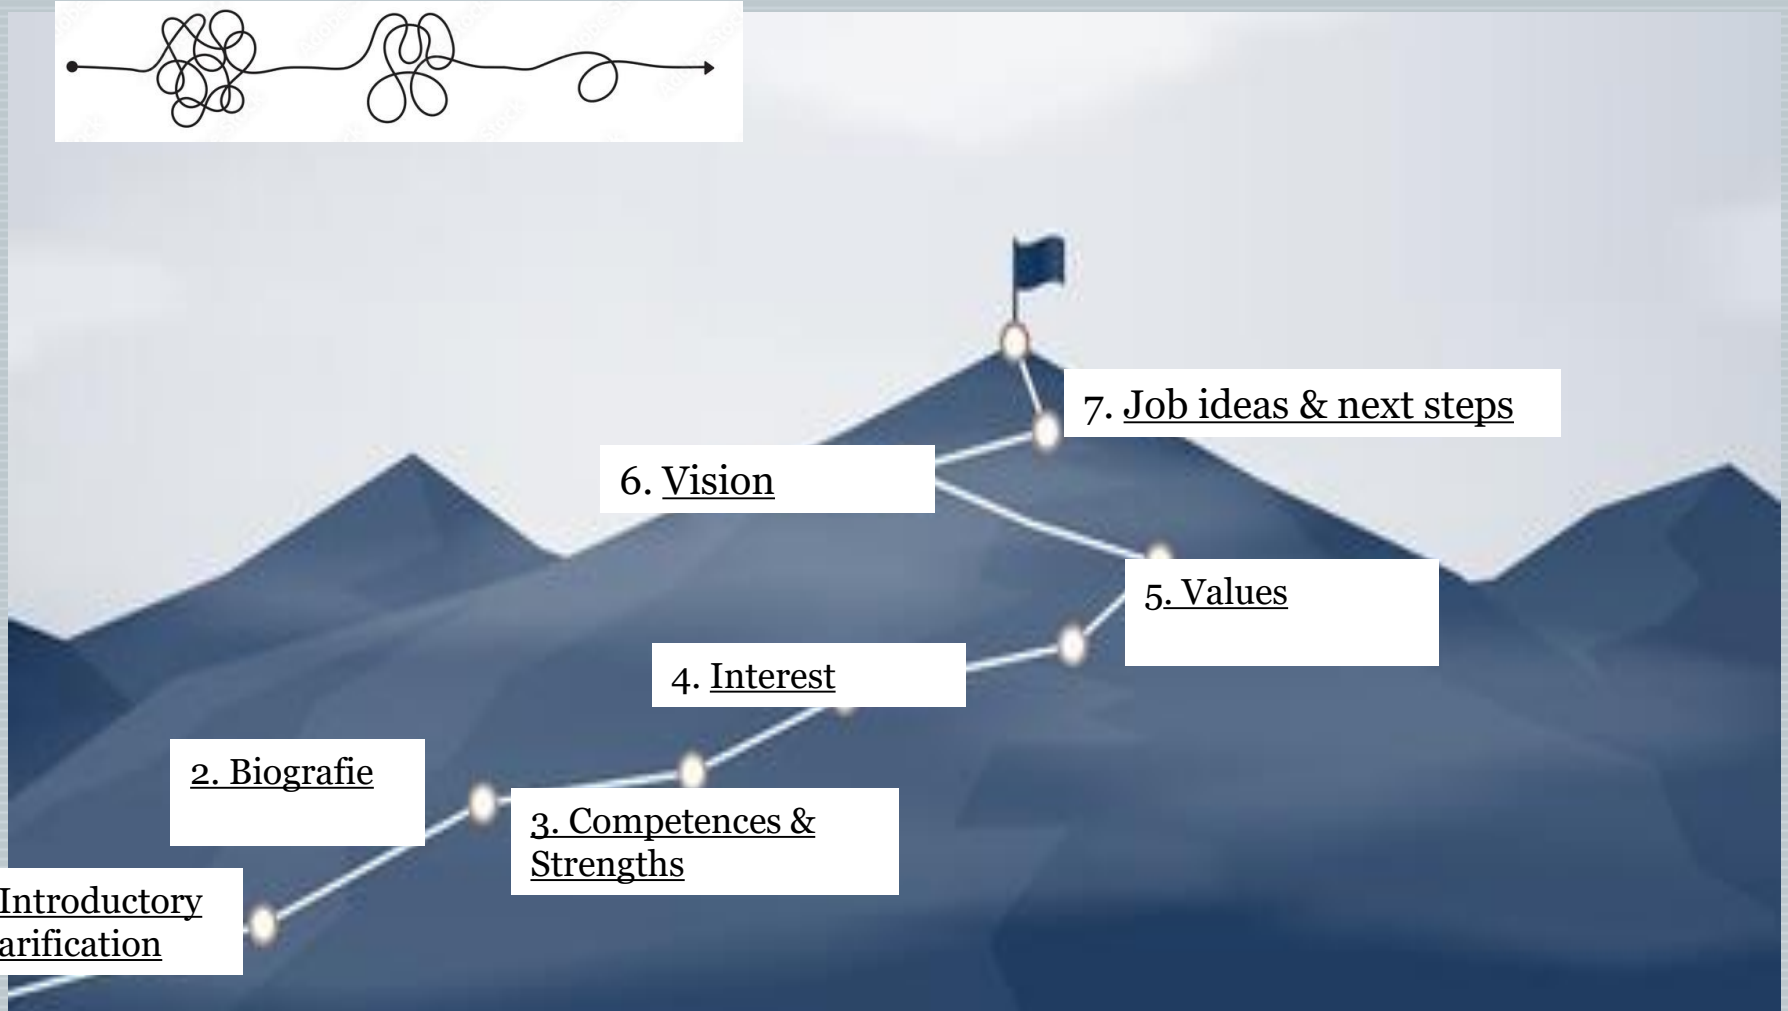 7. Job ideas & next steps
6. Vision
5. Values
4. Interest
2. Biografie
3. Competences &
Strengths
Introductory
arification